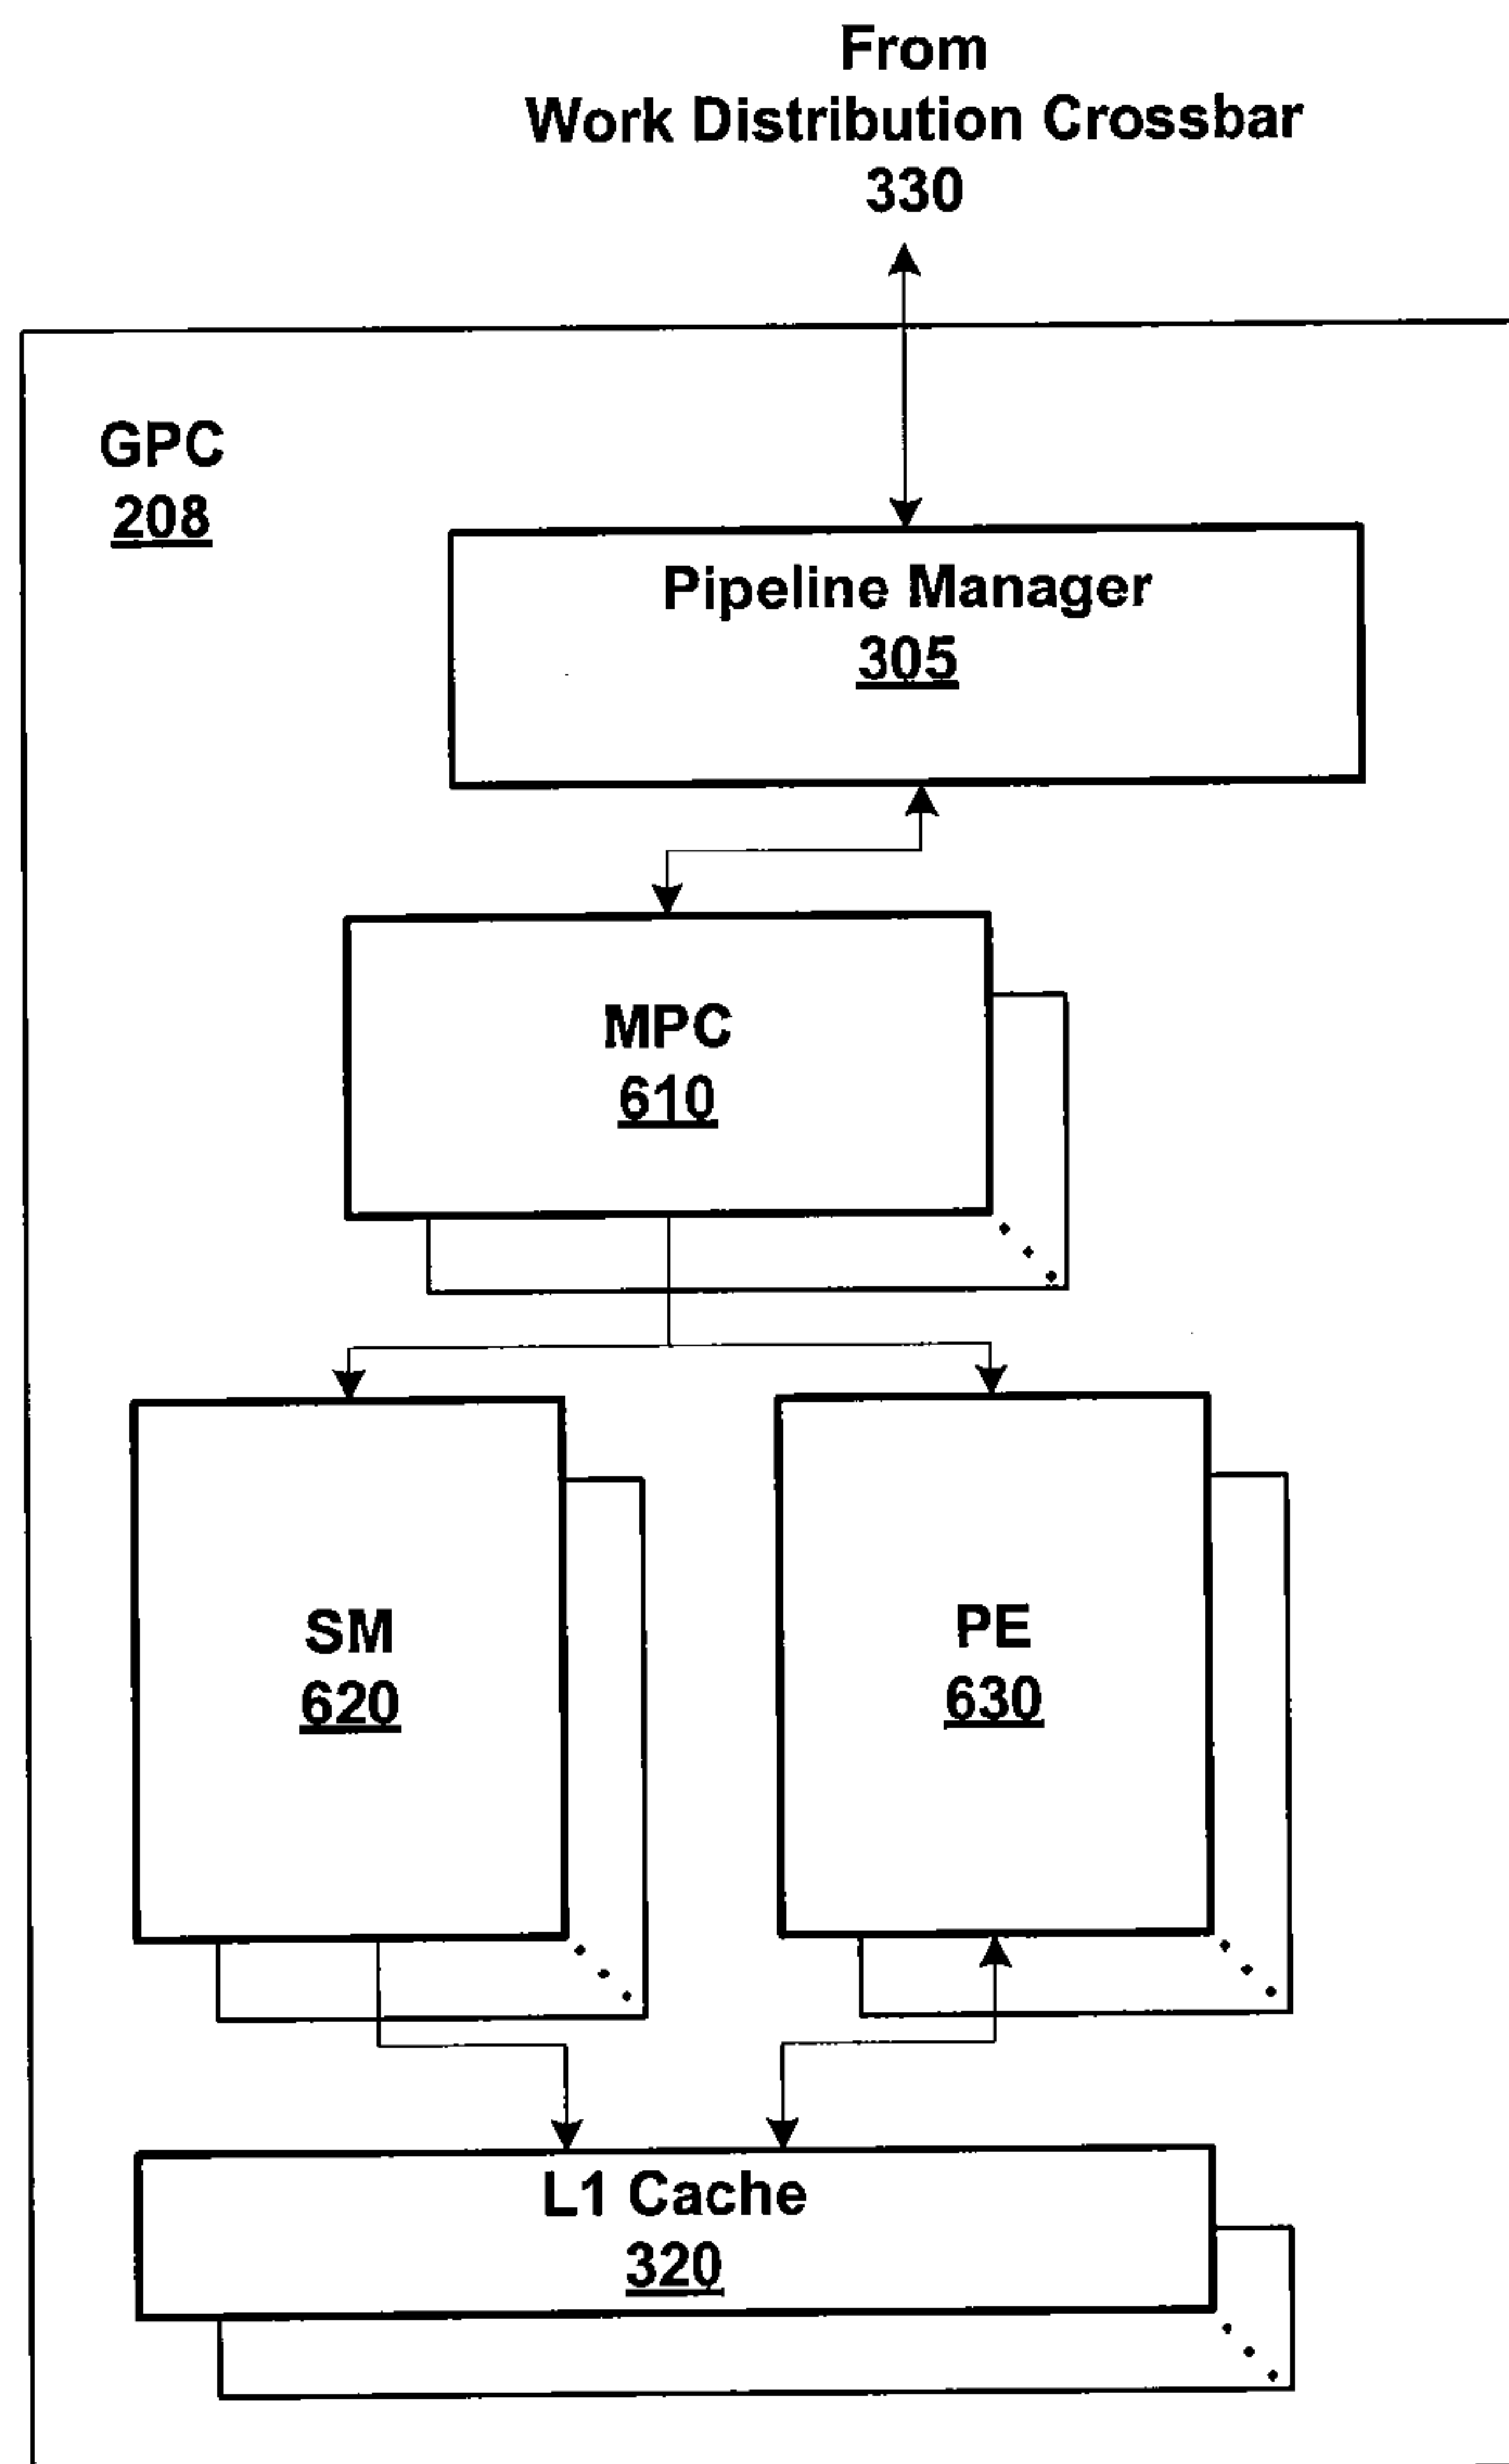 From
Work Distribution Crossbar
330
GPC
208
Pipeline Manager
305
MPC
610
SM
620
PE
630
L1 Cache
320